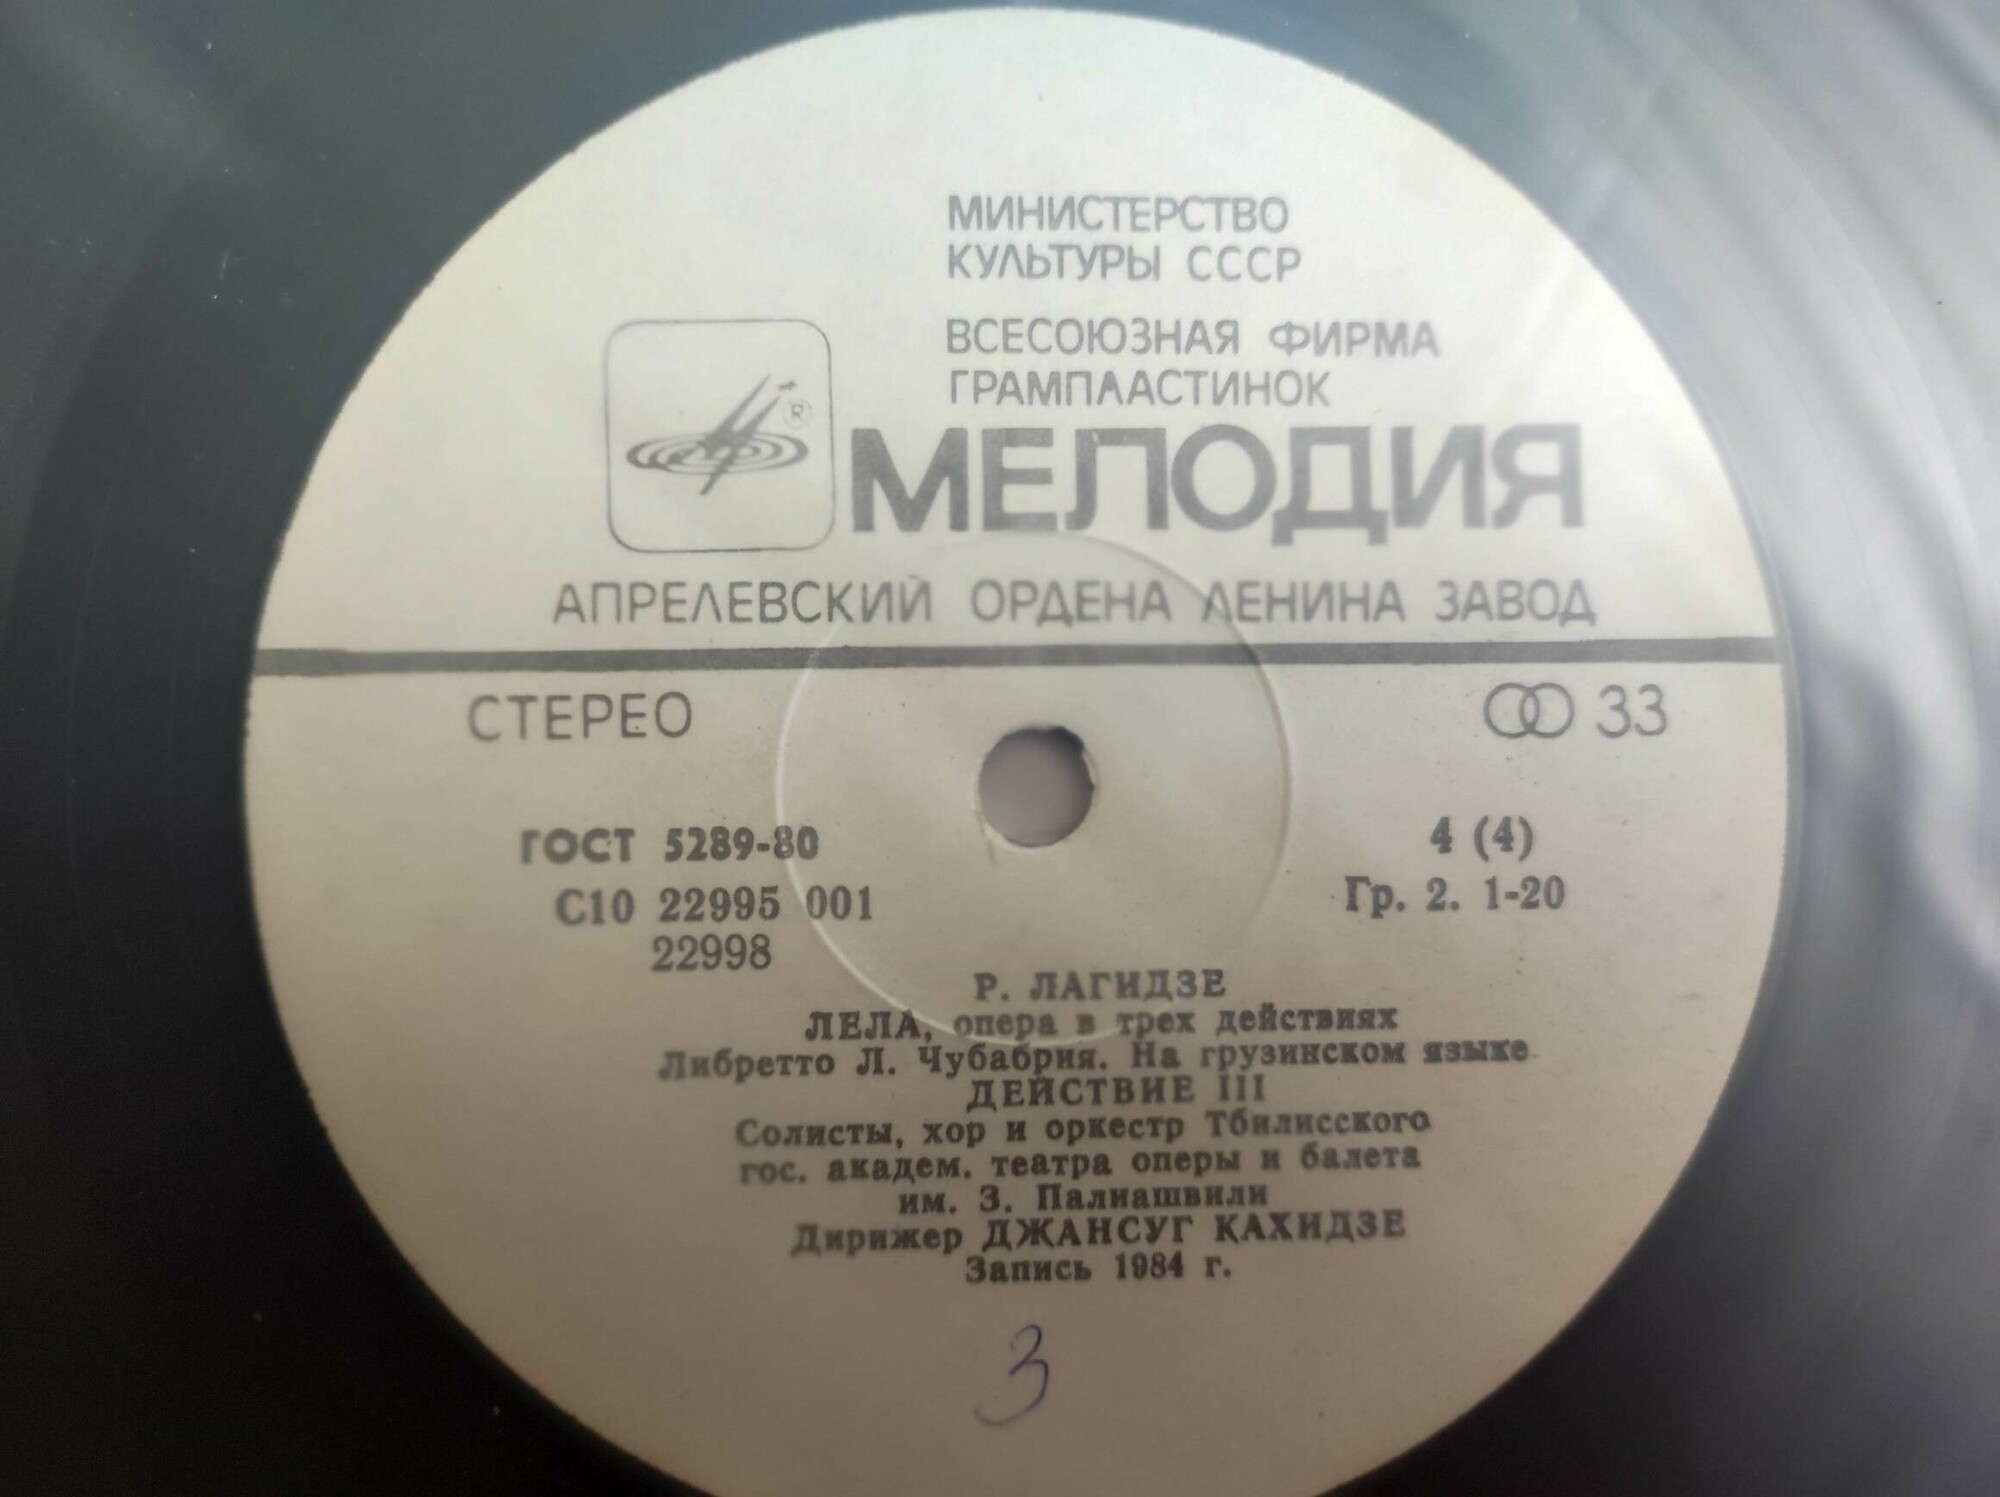 МИНИСТЕРСТВО
КУЛЬТУРЫ СССР
ВСЕСОЮЗНАЯ ФИРМА
ГРАМПЛАСТИНОК
®
МЕЛОДИЯ
АПРЕЛЕВСКИЙ ОРДЕНА ЛЕНИНА ЗАВОД
СТЕРЕО
33
ГОСТ 5289-80
4 (4)
С10 22995 001
Гр. 2. 1-20
22998
Р. ЛАГИДЗЕ
ЛЕЛА, опера в трех действиях
Либретто Л. Чубабрия. На грузинском языке
ДЕЙСТВИЕ III
Солисты, хор и оркестр Тбилисского
гос. академ. театра оперы и балета
им. З. Палиашвили
Дирижер ДЖАНСУГ КАХИДЗЕ
Запись 1984 г.
3